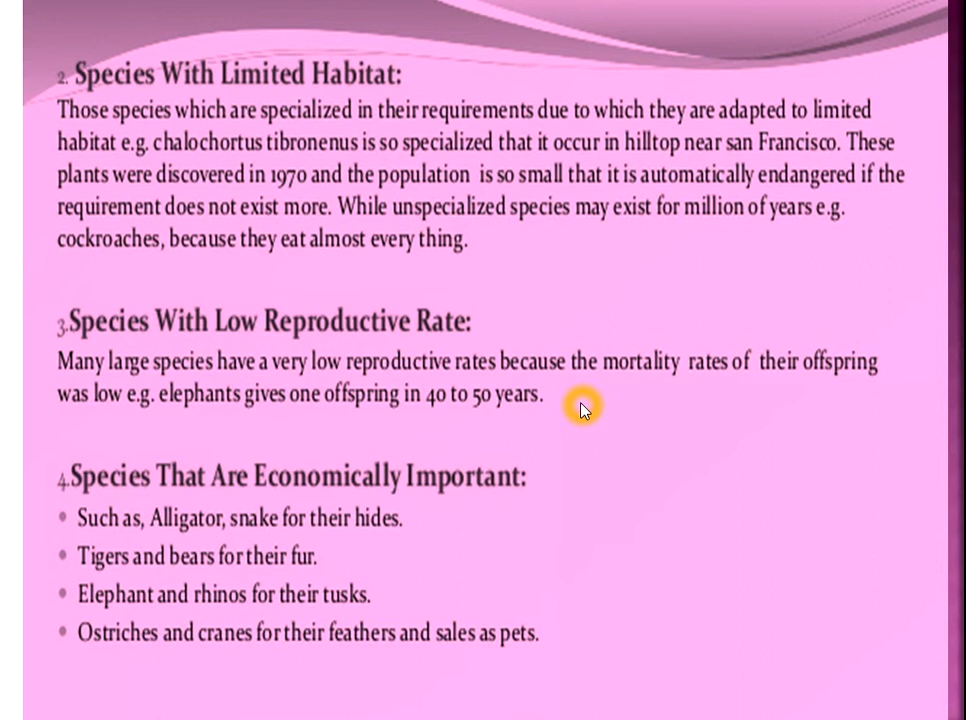 2. Species With Limited Habitat:
Those species which are specialized in their requirements due to which they are adapted to limited
habitat e.g. chalochortus tibronenus is so specialized that it occur in hilltop near san Francisco. These
plants were discovered in 1970 and the population is so small that it is automatically endangered if the
requirement does not exist more. While unspecialized species may exist for million of years e.g.
cockroaches, because they eat almost every thing.
3.Species With Low Reproductive Rate:
Many large species have a very low reproductive rates because the mortality rates of their offspring
was low e.g. elephants gives one offspring in 40 to 50 years.
4.Species That Are Economically Important:
• Such as, Alligator, snake for their hides.
• Tigers and bears for their fur.
• Elephant and rhinos for their tusks.
• Ostriches and cranes for their feathers and sales as pets.